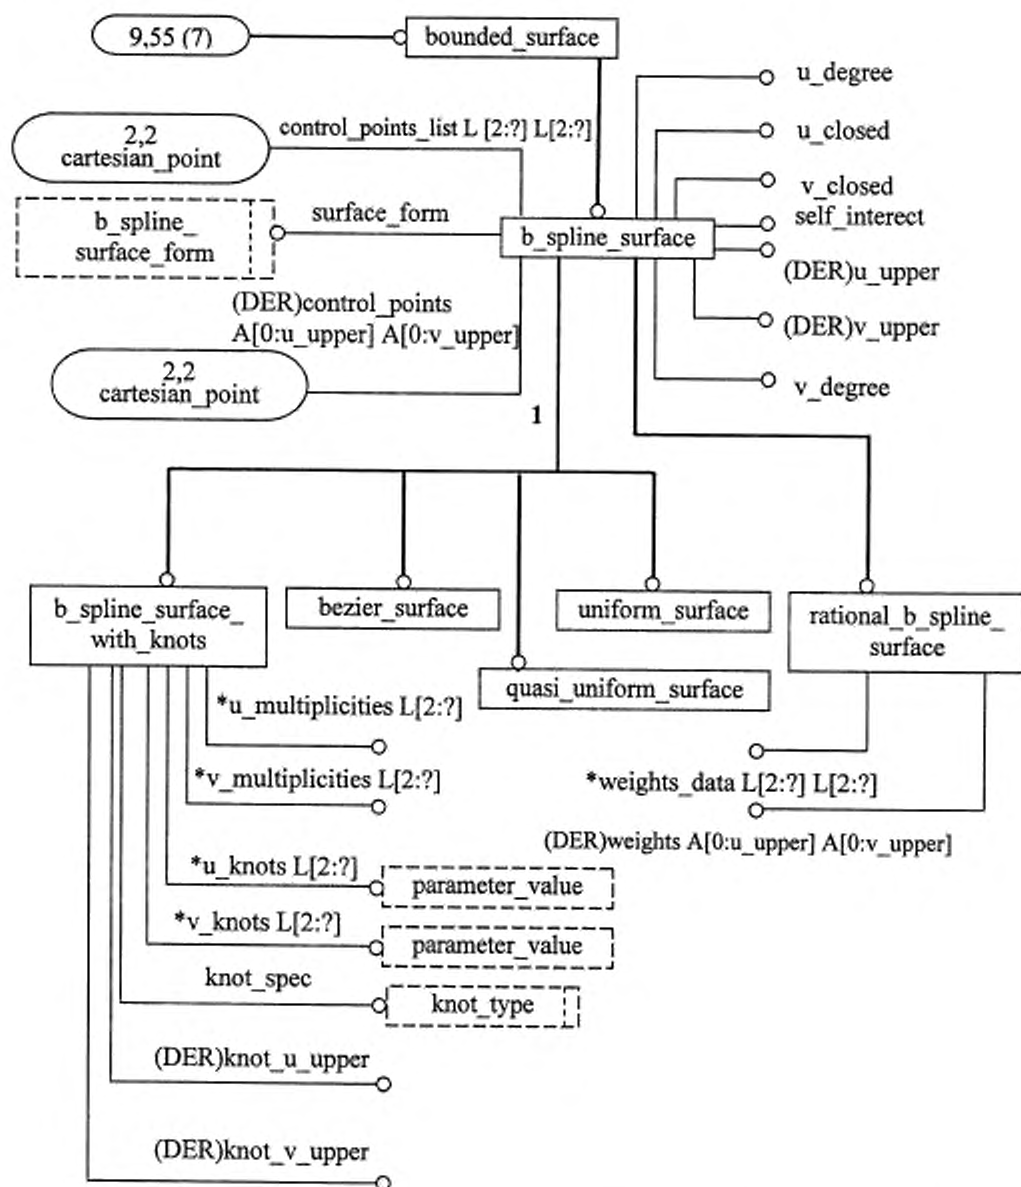 9,55 (7)
bounded_surface
u_degree
control_points_list L [2:?] L[2:?]
u_closed
2,2
cartesian_point
v_closed
b_spline_
surface_form
surface_form
self_interect
b_spline_surface
(DER)u_upper
(DER)control_points
A[0:u_upper] A[0:v_upper]
(DER)v_upper
2,2
cartesian_point
v_degree
1
b_spline_surface_
with_knots
bezier_surface
uniform_surface
rational_b_spline_
surface
quasi_uniform_surface
*u_multiplicities L[2:?]
*v_multiplicities L[2:?]
*weights_data L[2:?] L[2:?]
(DER)weights A[0:u_upper] A[0:v_upper]
*u_knots L[2:?]
parameter_value
*v_knots L[2:?]
parameter_value
knot_spec
knot_type
(DER)knot_u_upper
(DER)knot_v_upper